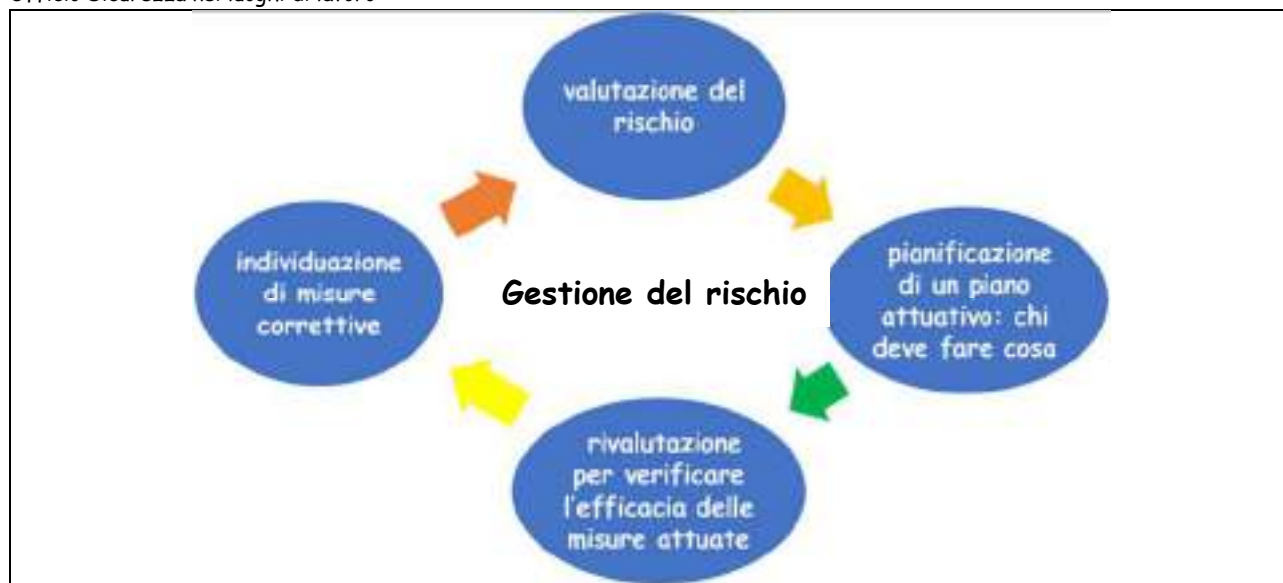 valutazione del
rischio
individuazione
di misure
correttive
Gestione del rischio
pianificazione
di un piano
attuativo: chi
deve fare cosa
rivalutazione
per verificare
l'efficacia delle
misure attuate